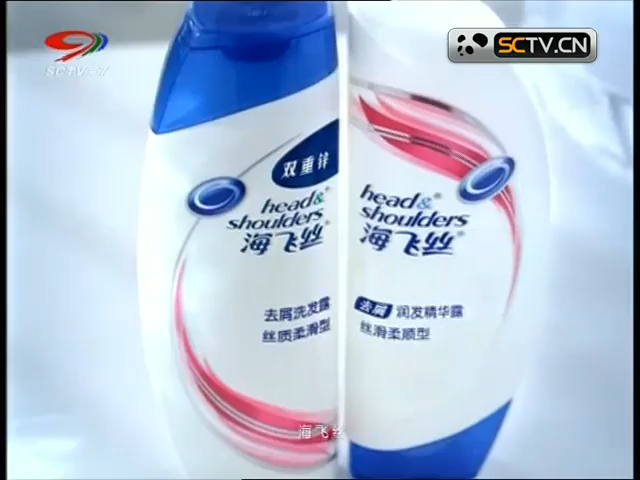 SCTV-7
SCTV.CN
双重锌
head&
shoulders
海飞丝
去屑洗发露
丝质柔滑型
head&
shoulders
海飞丝
去屑 润发精华露
丝滑柔顺型
海飞丝